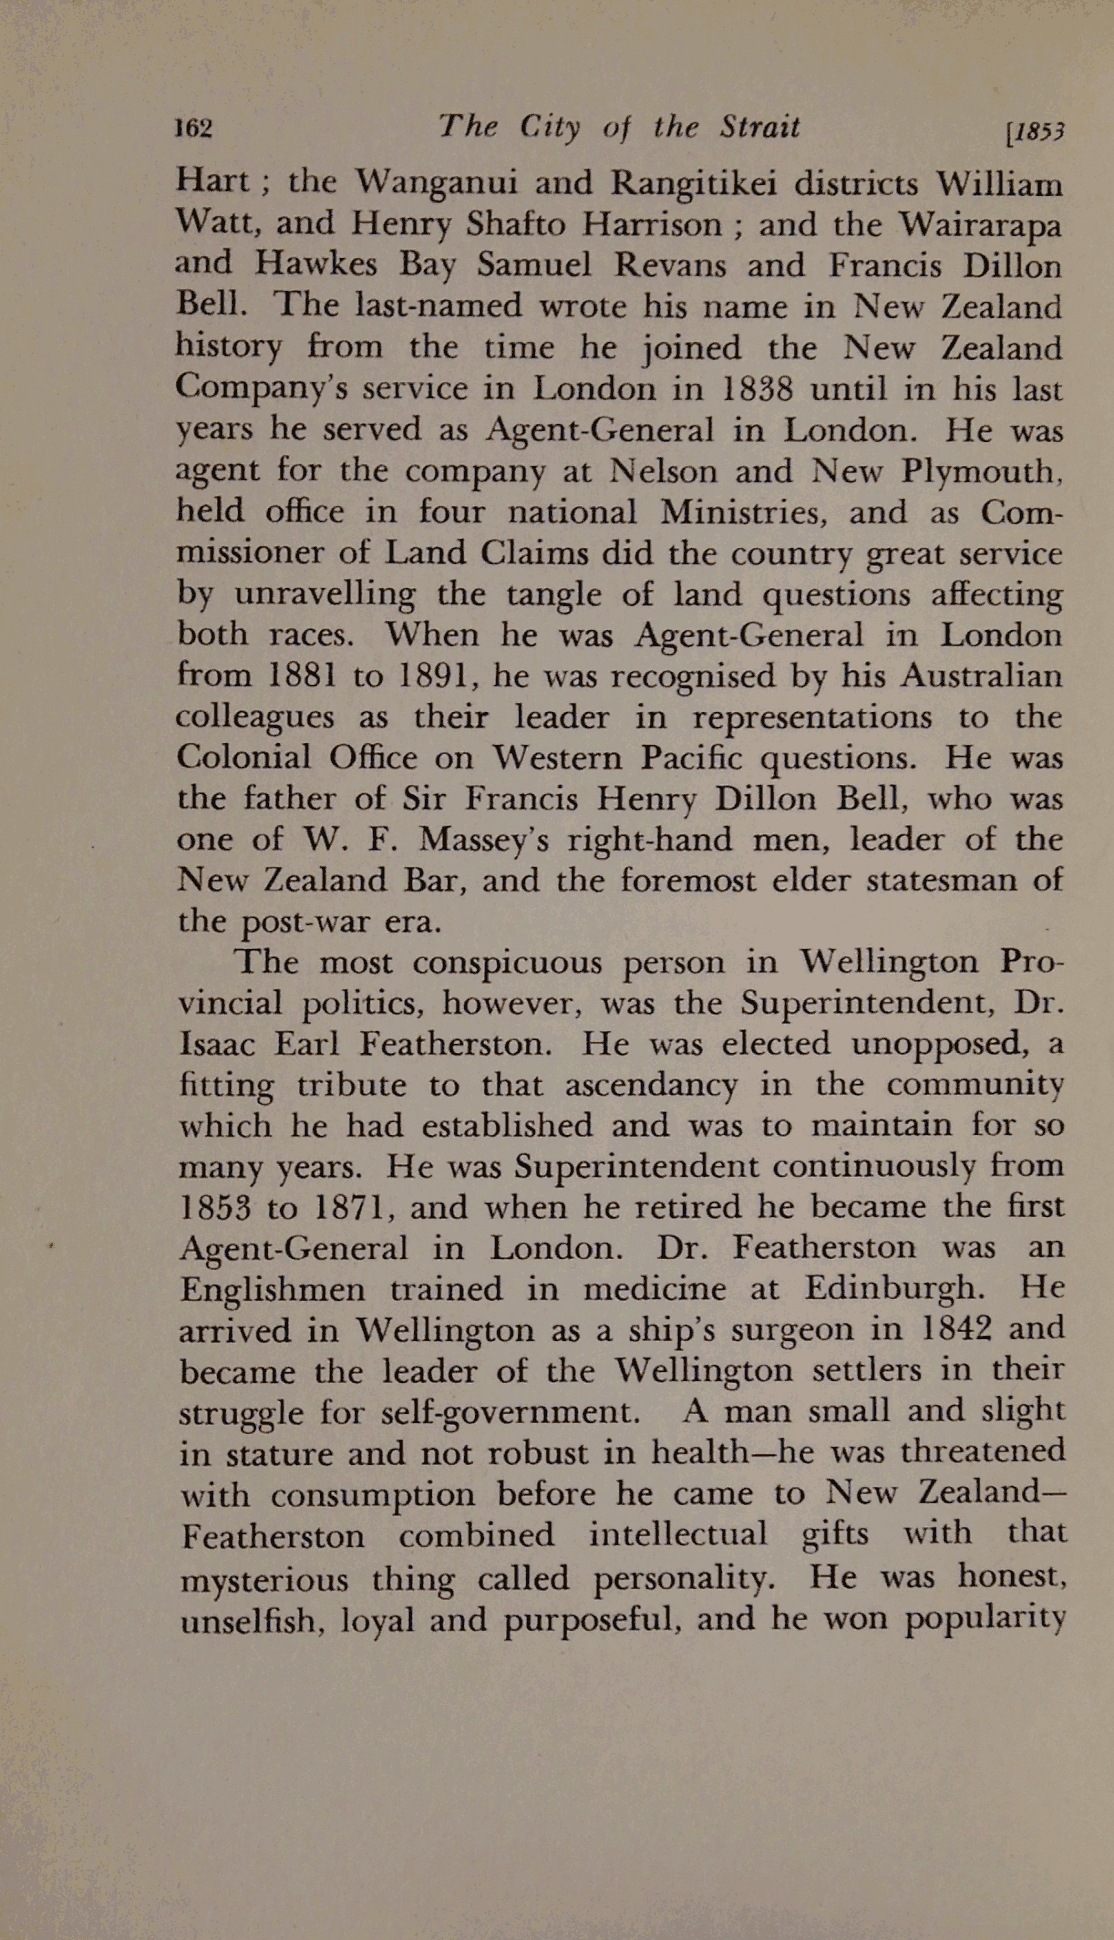 162 The City of the Strait [1853
Hart ; the Wanganui and Rangitikei districts William
Watt, and Henry Shafto Harrison ; and the Wairarapa
and Hawkes Bay Samuel Revans and Francis Dillon
Bell. The last-named wrote his name in New Zealand
history from the time he joined the New Zealand
Company's service in London in 1838 until in his last
years he served as Agent-General in London. He was
agent for the company at Nelson and New Plymouth,
held office in four national Ministries, and as Com-
missioner of Land Claims did the country great service
by unravelling the tangle of land questions affecting
both races. When he was Agent-General in London
from 1881 to 1891, he was recognised by his Australian
colleagues as their leader in representations to the
Colonial Office on Western Pacific questions. He was
the father of Sir Francis Henry Dillon Bell, who was
one of W. F. Massey's right-hand men, leader of the
New Zealand Bar, and the foremost elder statesman of
the post-war era.
The most conspicuous person in Wellington Pro-
vincial politics, however, was the Superintendent, Dr.
Isaac Earl Featherston. He was elected unopposed, a
fitting tribute to that ascendancy in the community
which he had established and was to maintain for so
many years. He was Superintendent continuously from
1853 to 1871, and when he retired he became the first
Agent-General in London. Dr. Featherston was an
Englishmen trained in medicine at Edinburgh. He
arrived in Wellington as a ship's surgeon in 1842 and
became the leader of the Wellington settlers in their
struggle for self-government. A man small and slight
in stature and not robust in health—he was threatened
with consumption before he came to New Zealand—
Featherston combined intellectual gifts with that
mysterious thing called personality. He was honest,
unselfish, loyal and purposeful, and he won popularity